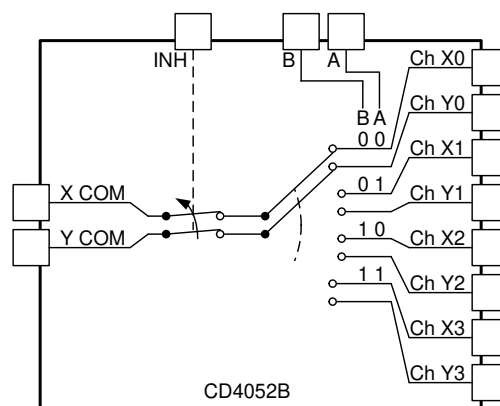 INH
B
A
Ch X0
B A
Ch Y0
0 0
Ch X1
0 1
X COM
Ch Y1
1 0
Y COM
Ch X2
Ch Y2
1 1
Ch X3
Ch Y3
CD4052B